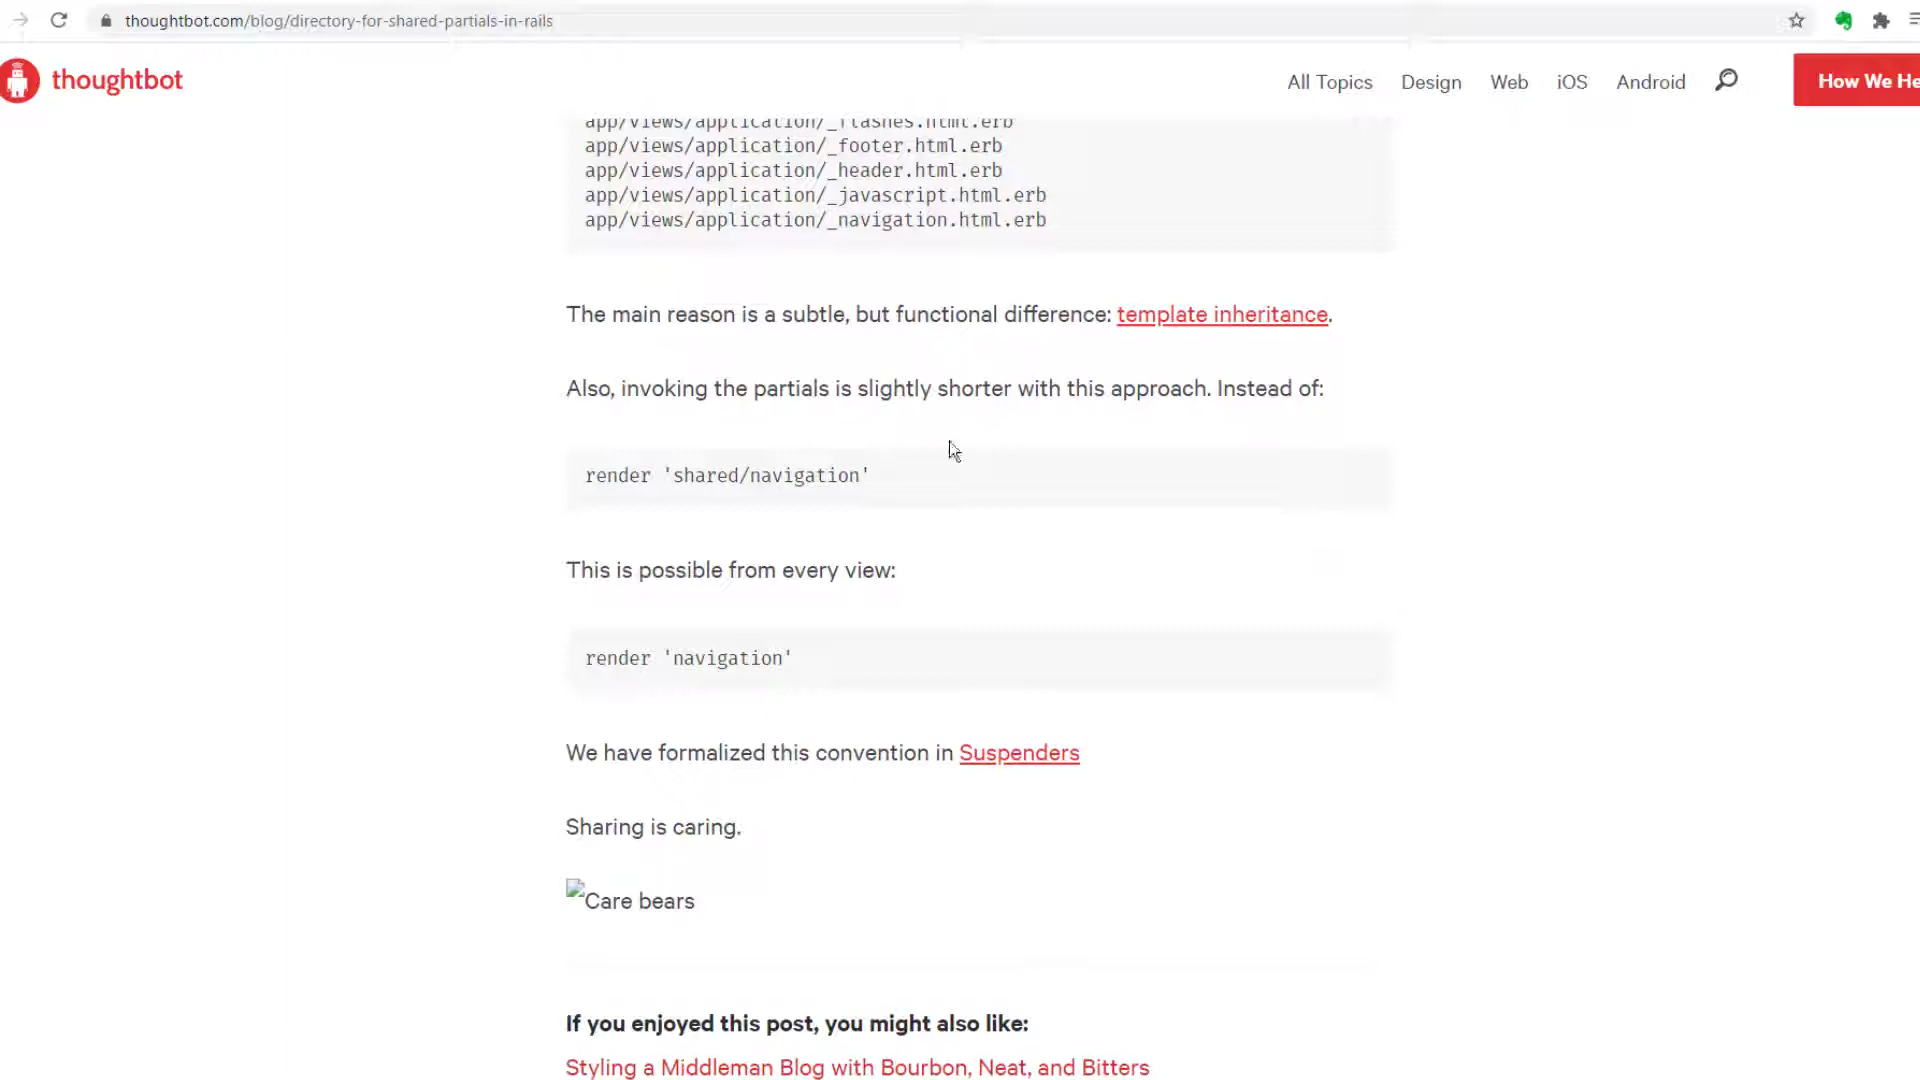 thoughtbot.com/blog/directory-for-shared-partials-in-rails
thoughtbot
All Topics
Design
Web
iOS
Android
How We He
app/views/application/_flashes.html.erb
app/views/application/_footer.html.erb
app/views/application/_header.html.erb
app/views/application/_javascript.html.erb
app/views/application/_navigation.html.erb
The main reason is a subtle, but functional difference: template inheritance.
Also, invoking the partials is slightly shorter with this approach. Instead of:
render 'shared/navigation'
This is possible from every view:
render 'navigation'
We have formalized this convention in Suspenders
Sharing is caring.
Care bears
If you enjoyed this post, you might also like:
Styling a Middleman Blog with Bourbon, Neat, and Bitters